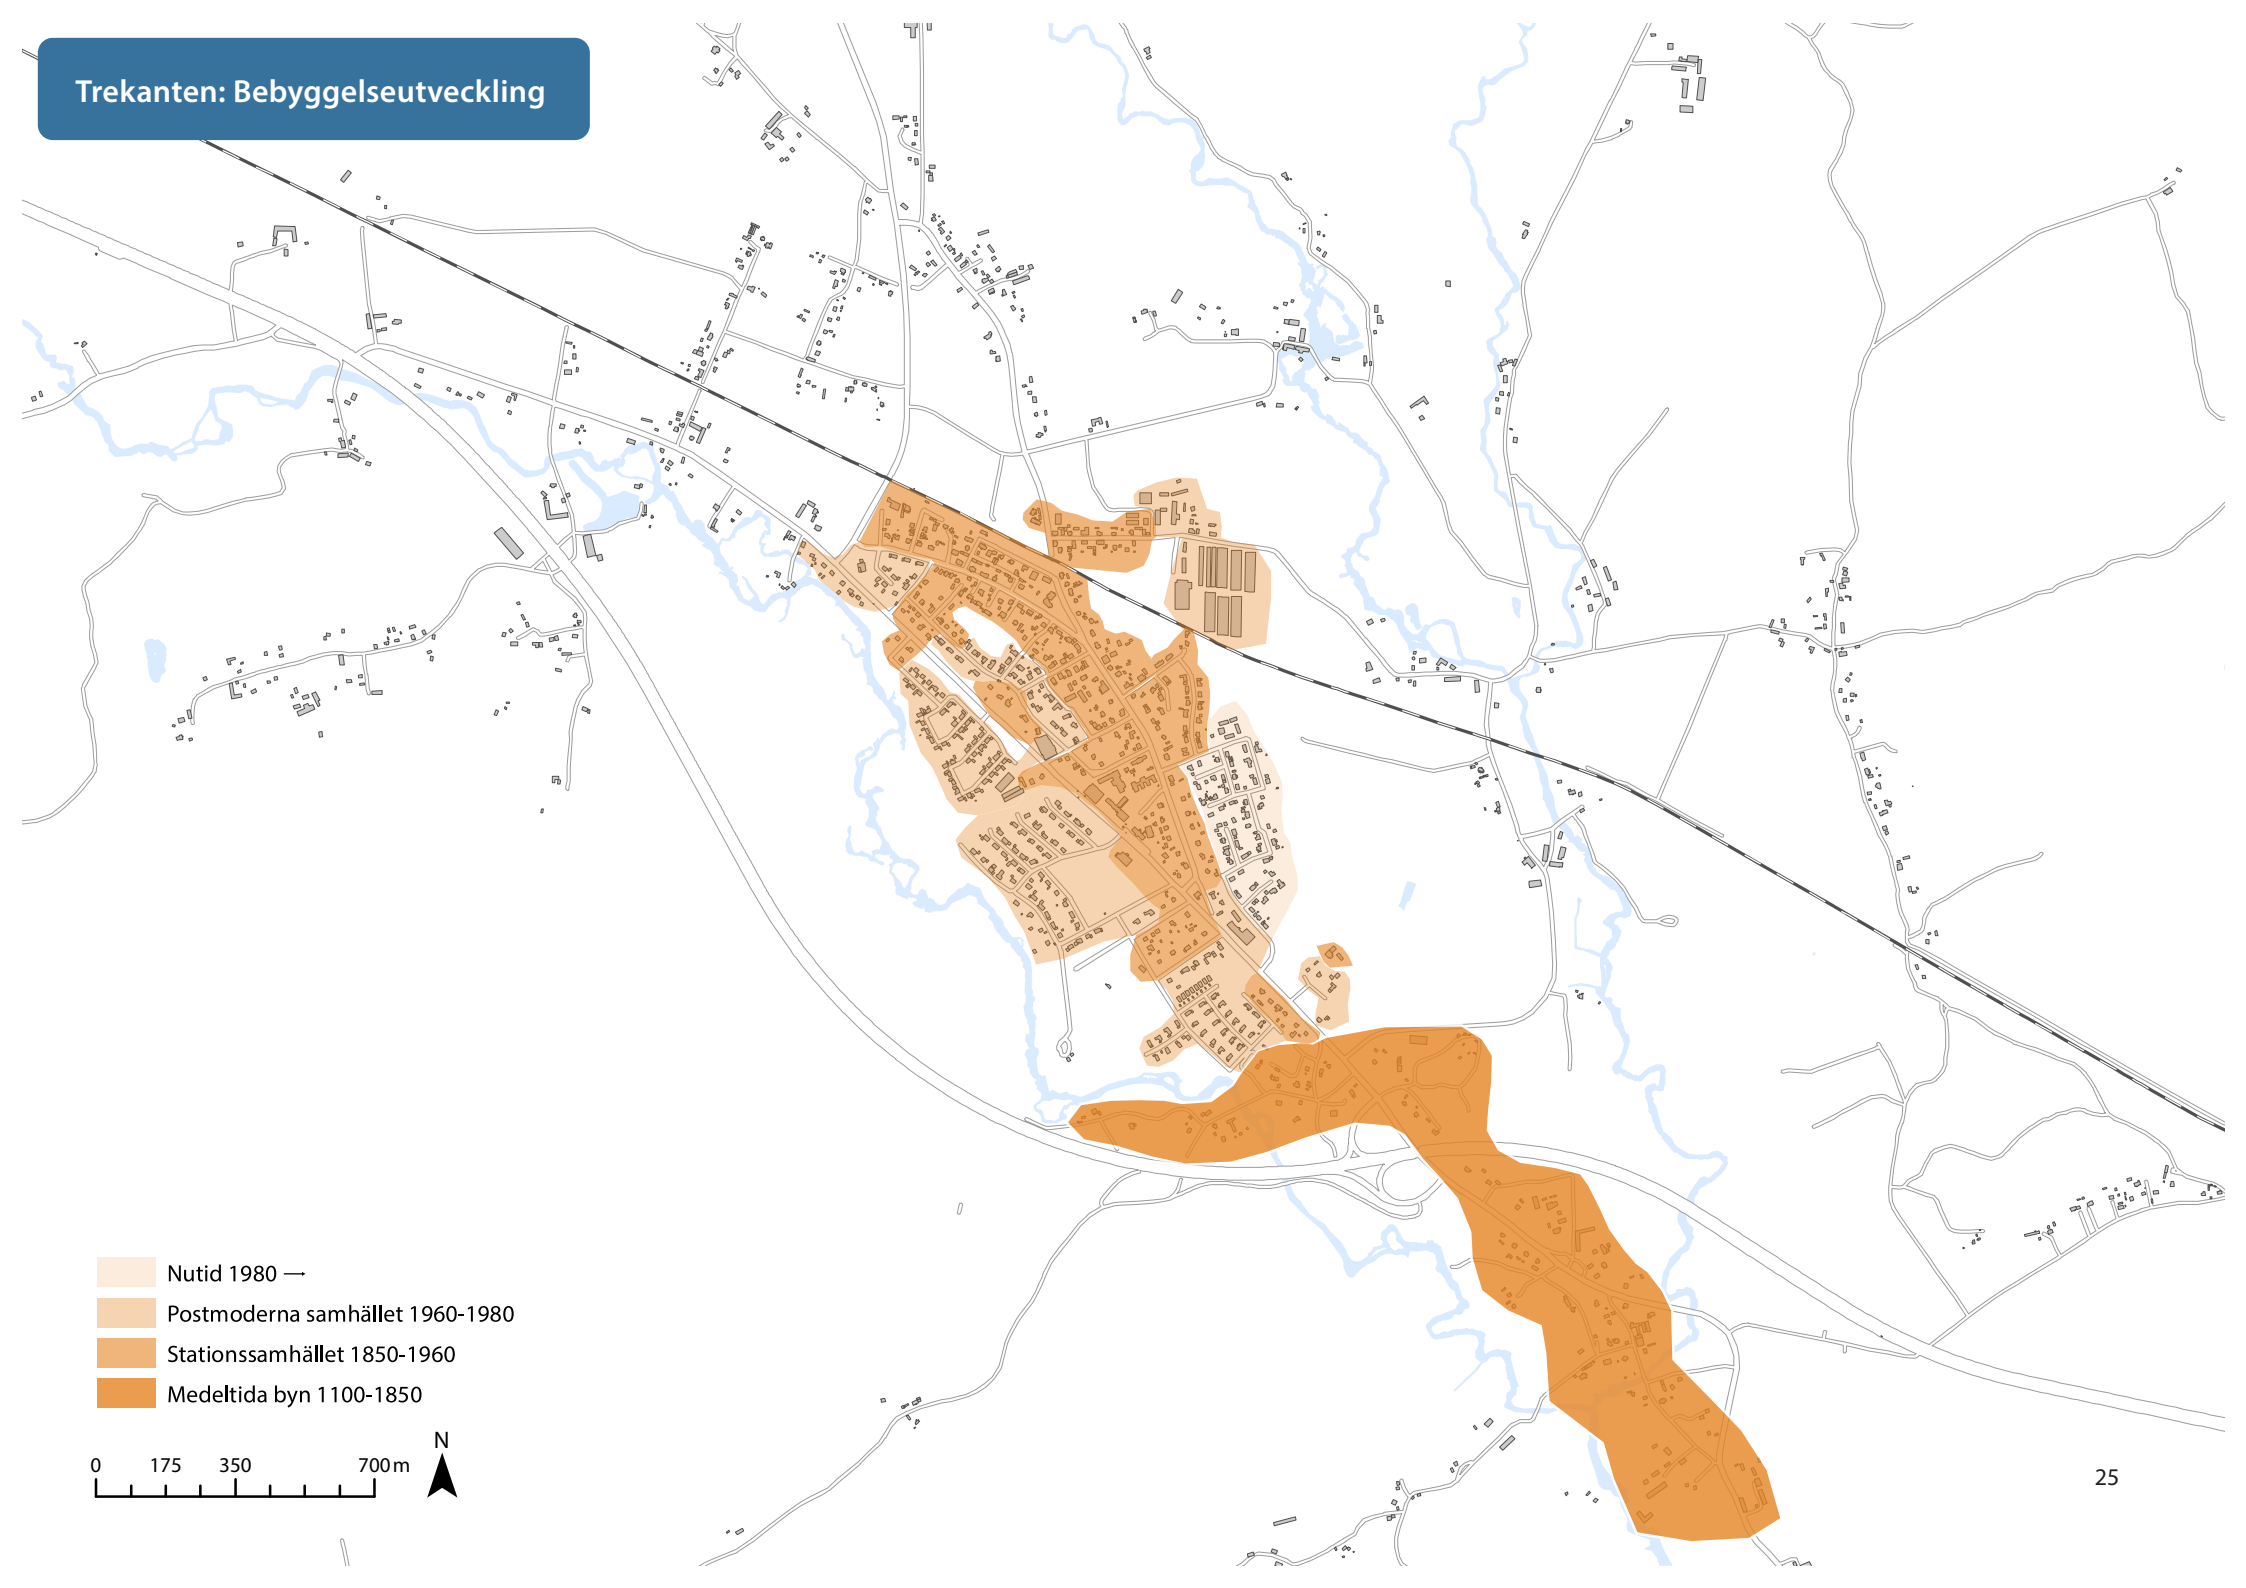 Trekanten: Bebyggelseutveckling
Nutid 1980 →
Postmoderna samhället 1960-1980
Stationssamhället 1850-1960
Medeltida byn 1100-1850
N
0 175 350 700 m
25